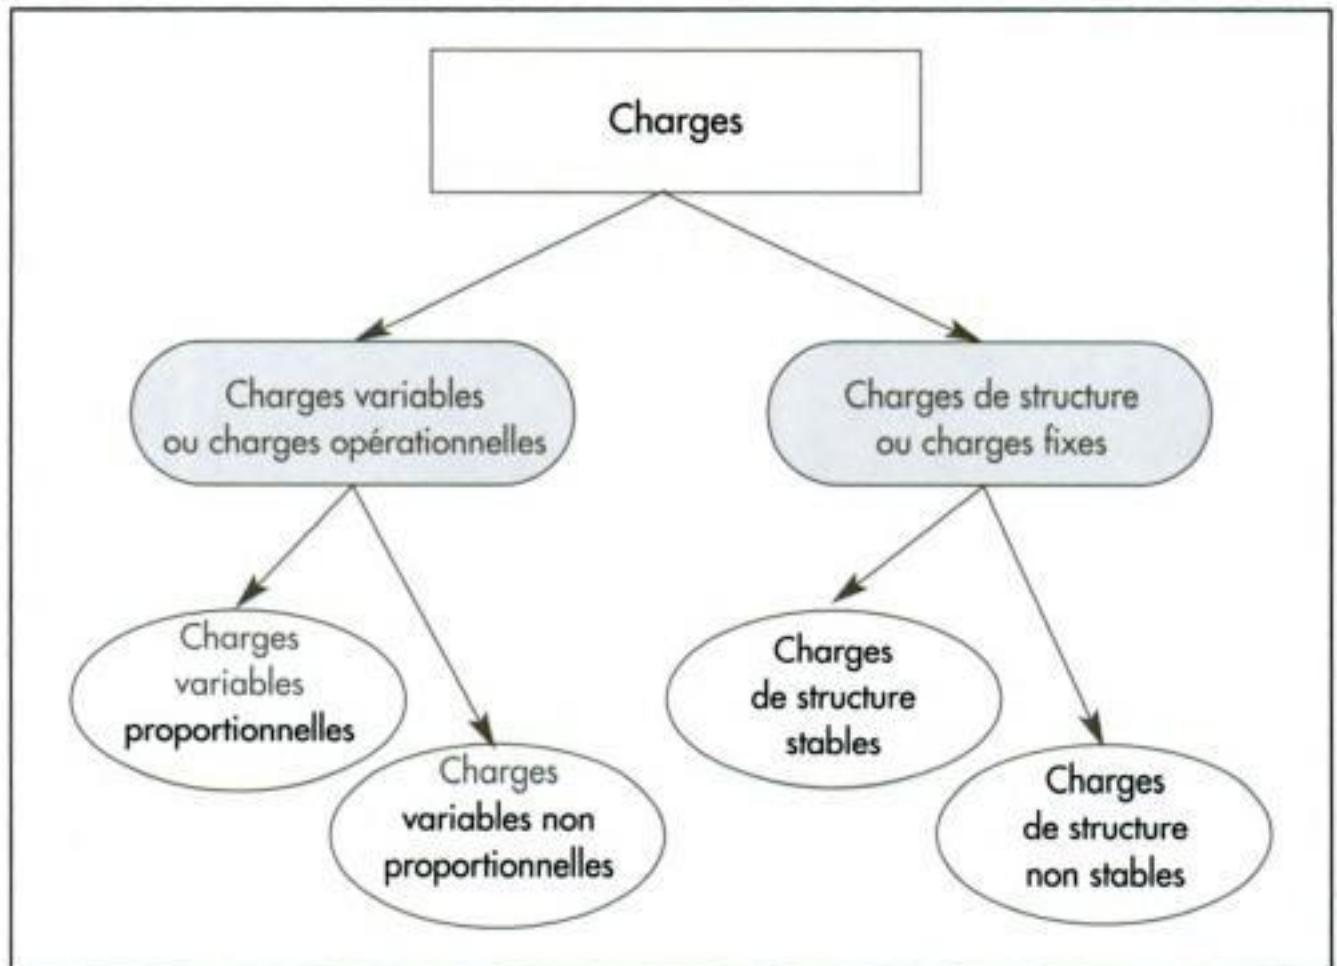 Charges
Charges variables
ou charges opérationnelles
Charges de structure
ou charges fixes
Charges
variables
proportionnelles
Charges
variables non
proportionnelles
Charges
de structure
stables
Charges
de structure
non stables